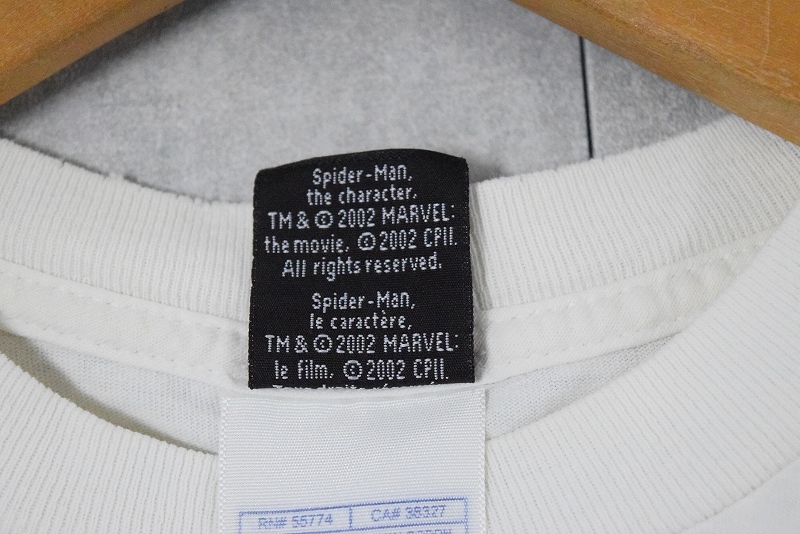 Spider-Man,
the character,
TM & © 2002 MARVEL:
the movie, © 2002 CPII.
All rights reserved.
Spider-Man,
le caractère,
TM & © 2002 MARVEL:
le film, © 2002 CPII.
RN# 55774 CA# 38327